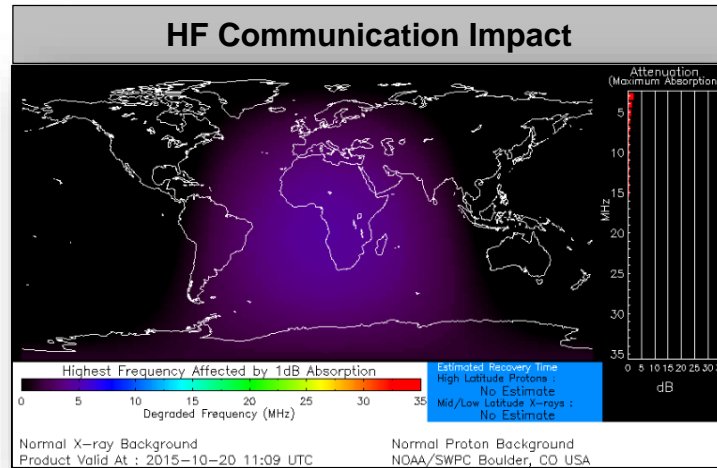 HF Communication Impact
Attenuation
(Maximum Absorption
5
10
15
20
25
30
35
MHz
0 5 10 15 20 25 30
dB
Highest Frequency Affected by 1dB Absorption
0 5 10 15 20 25 30 35
Degraded Frequency (MHz)
Estimated Recovery Time
High Latitude Protons :
No Estimate
Mid/Low Latitude X-rays :
No Estimate
Normal X-ray Background
Product Valid At : 2015-10-20 11:09 UTC
Normal Proton Background
NOAA/SWPC Boulder, CO USA